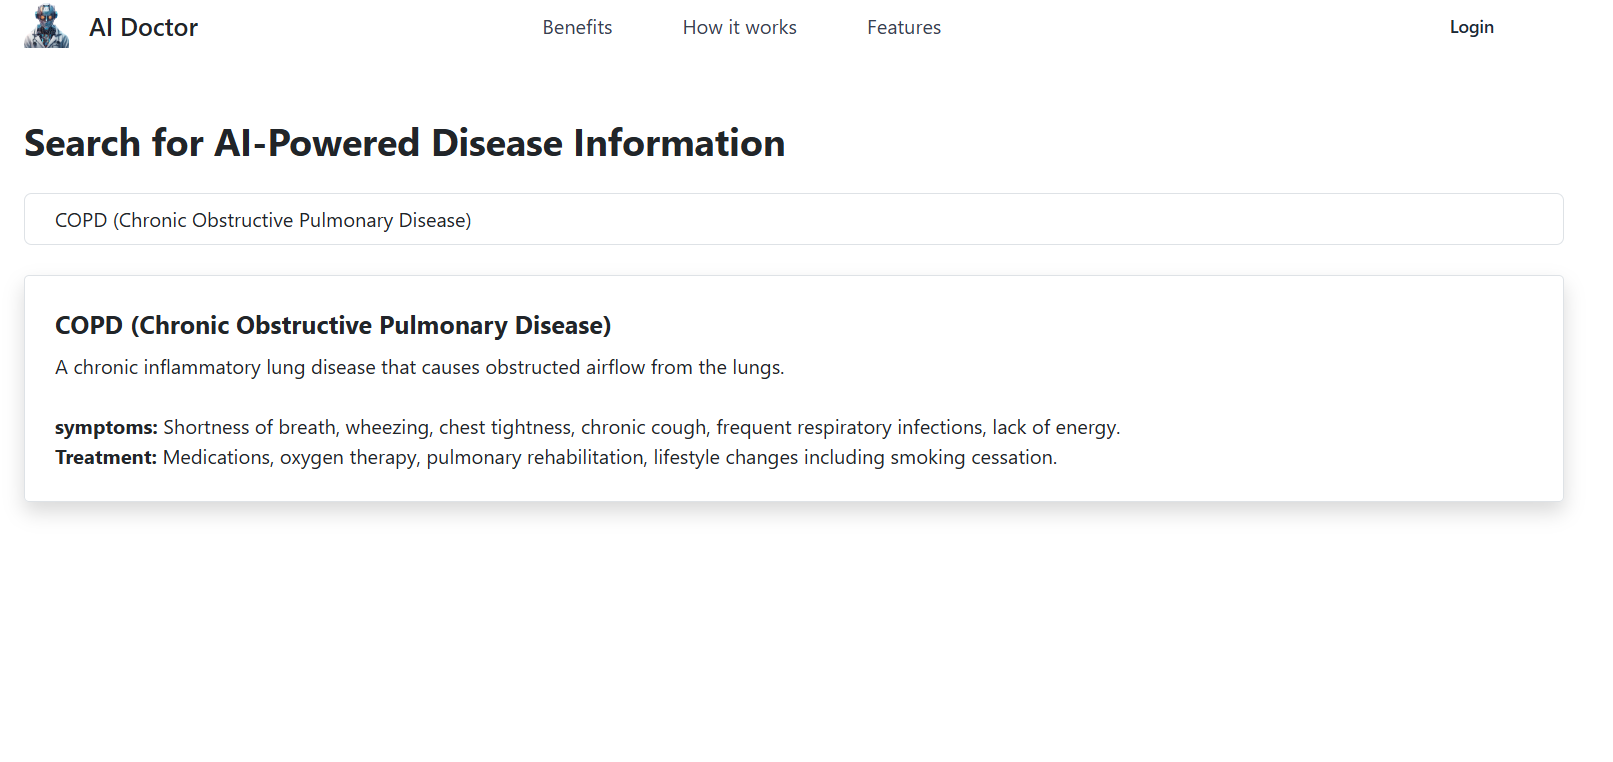 AI Doctor
Benefits
How it works
Features
Login
Search for AI-Powered Disease Information
COPD (Chronic Obstructive Pulmonary Disease)
COPD (Chronic Obstructive Pulmonary Disease)
A chronic inflammatory lung disease that causes obstructed airflow from the lungs.
symptoms: Shortness of breath, wheezing, chest tightness, chronic cough, frequent respiratory infections, lack of energy.
Treatment: Medications, oxygen therapy, pulmonary rehabilitation, lifestyle changes including smoking cessation.